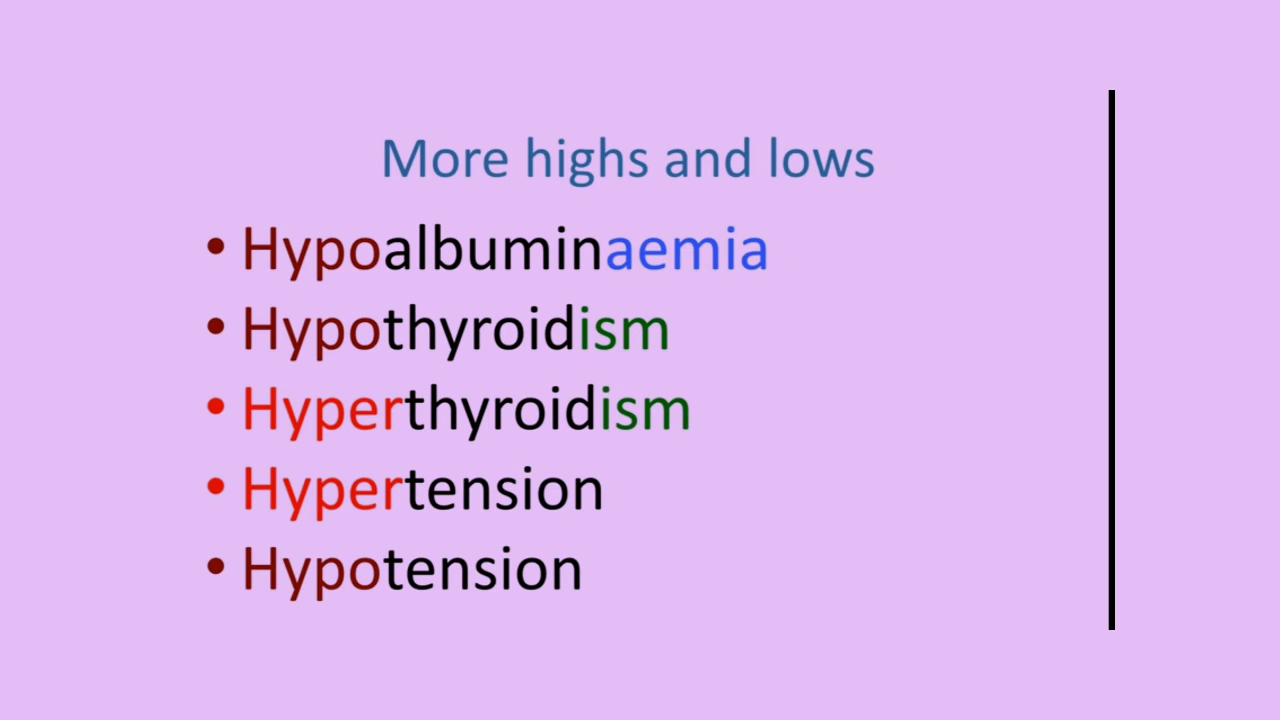 More highs and lows
• Hypoalbuminaemia
• Hypothyroidism
• Hyperthyroidism
• Hypertension
• Hypotension